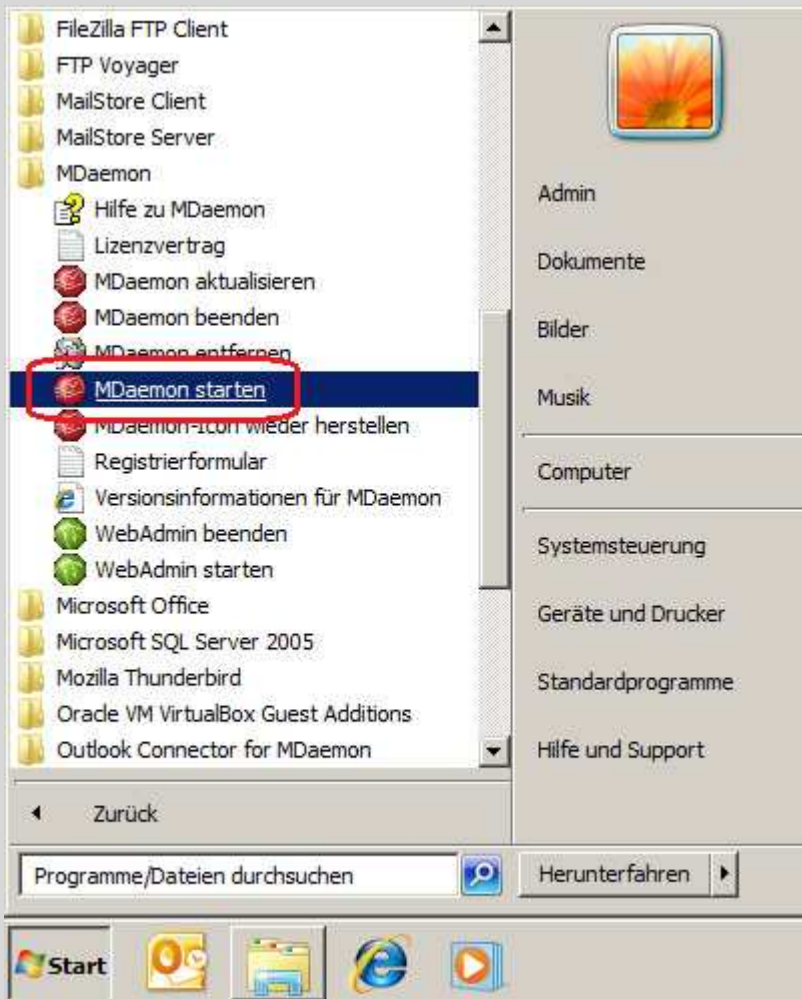 FileZilla FTP Client
FTP Voyager
MailStore Client
MailStore Server
MDaemon
Hilfe zu MDaemon
Lizenzvertrag
MDaemon aktualisieren
MDaemon beenden
MDaemon entfernen
MDaemon starten
MDaemon-Icon wieder herstellen
Registrierformular
Versionsinformationen für MDaemon
WebAdmin beenden
WebAdmin starten
Microsoft Office
Microsoft SQL Server 2005
Mozilla Thunderbird
Oracle VM VirtualBox Guest Additions
Outlook Connector for MDaemon
Zurück
Programme/Dateien durchsuchen
Admin
Dokumente
Bilder
Musik
Computer
Systemsteuerung
Geräte und Drucker
Standardprogramme
Hilfe und Support
Herunterfahren
Start